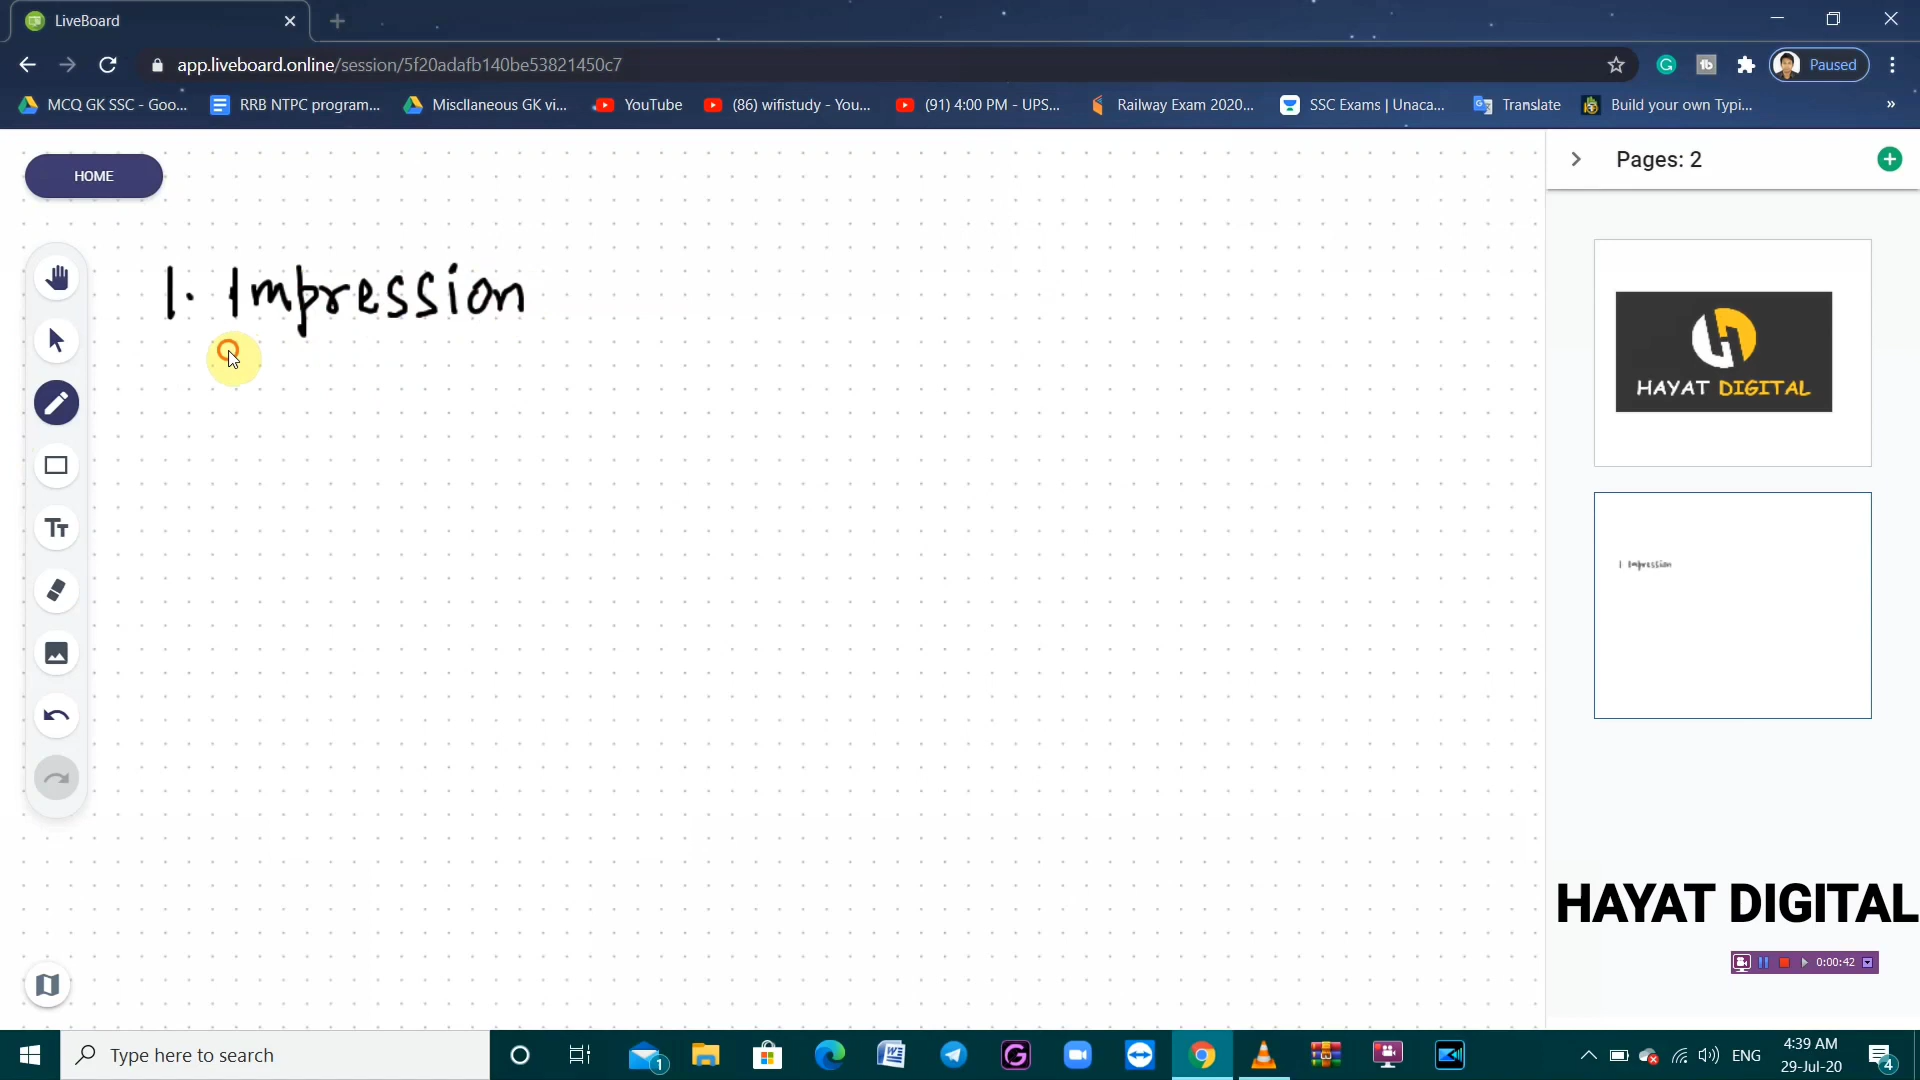 LiveBoard
app.liveboard.online/session/5f20adafb140be53821450c7
Paused
MCQ GK SSC - Goo... RRB NTPC program... Miscllaneous GK vi... YouTube (86) wifistudy - You... (91) 4:00 PM - UPS... Railway Exam 2020... SSC Exams | Unaca... Translate Build your own Typi... »
HOME
Pages: 2
1. Impression
HAYAT DIGITAL
Tт
1 Impression
HAYAT DIGITAL
0:00:42
Type here to search
1
ENG
4:39 AM
29-Jul-20
4